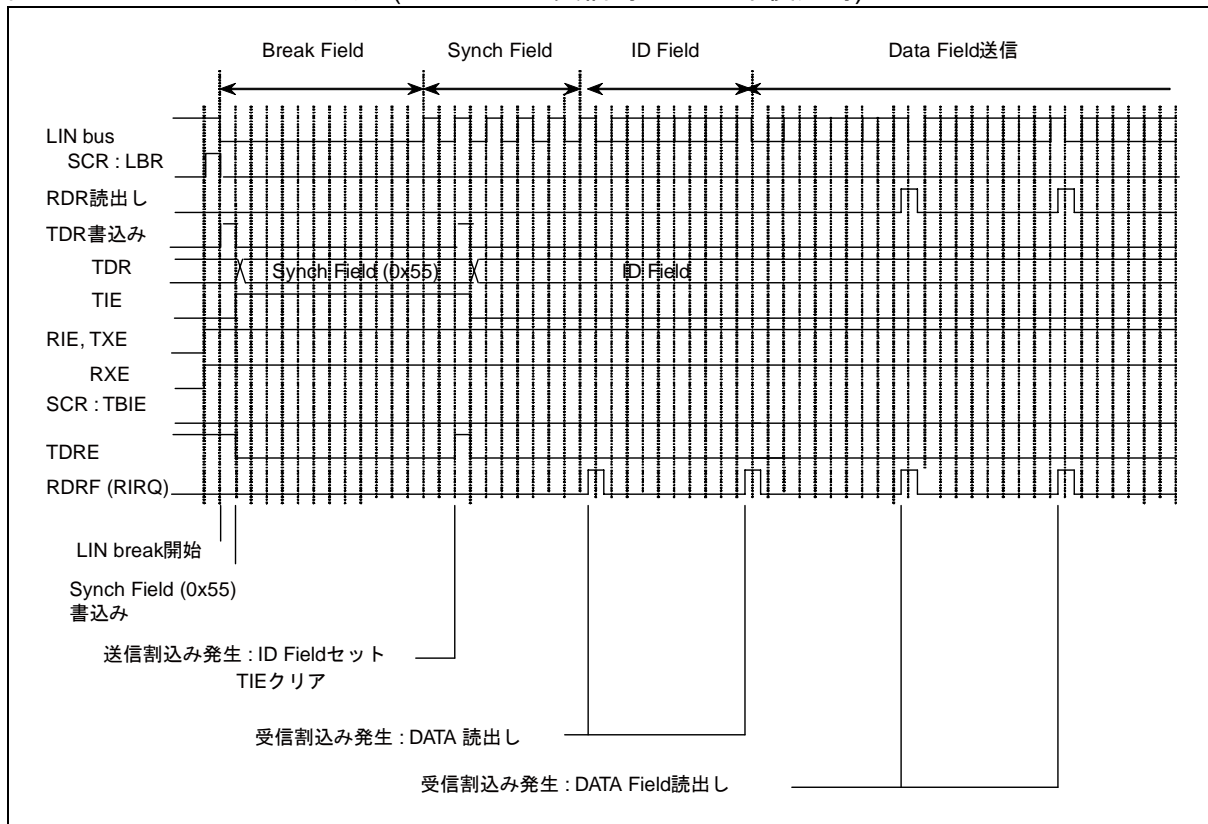 Break Field Synch Field ID Field Data Field送信
LIN bus
SCR : LBR
RDR読出し
TDR書込み
TDR Synch Field (0x55) ID Field
TIE
RIE, TXE
RXE
SCR : TBIE
TDRE
RDRF (RIRQ)
LIN break開始
Synch Field (0x55)
書込み
送信割込み発生 : ID Fieldセット
TIEクリア
受信割込み発生 : DATA 読出し
受信割込み発生 : DATA Field読出し